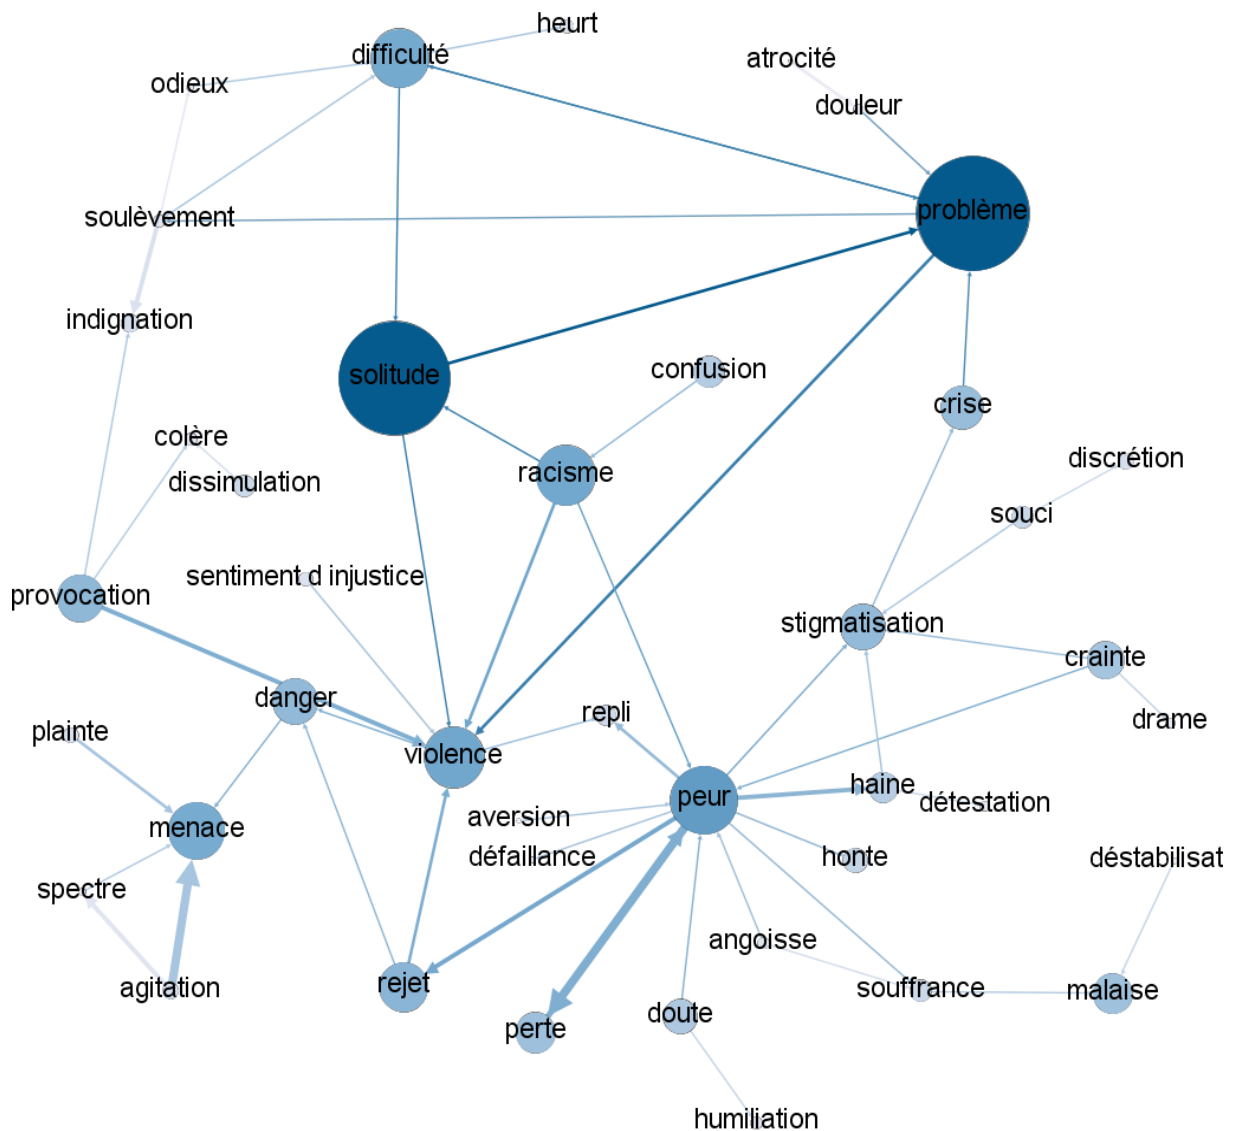 heurt
difficulté
atrocité
odieux
douleur
problème
soulèvement
indignation
solitude
confusion
crise
colère
discrétion
racisme
dissimulation
souci
sentiment d injustice
provocation
stigmatisation
crainte
danger
repli
drame
plainte
violence
haine
peur
détestation
aversion
menace
défaillance
honte
déstabilisat
spectre
angoisse
agitation
rejet
souffrance
malaise
doute
perte
humiliation